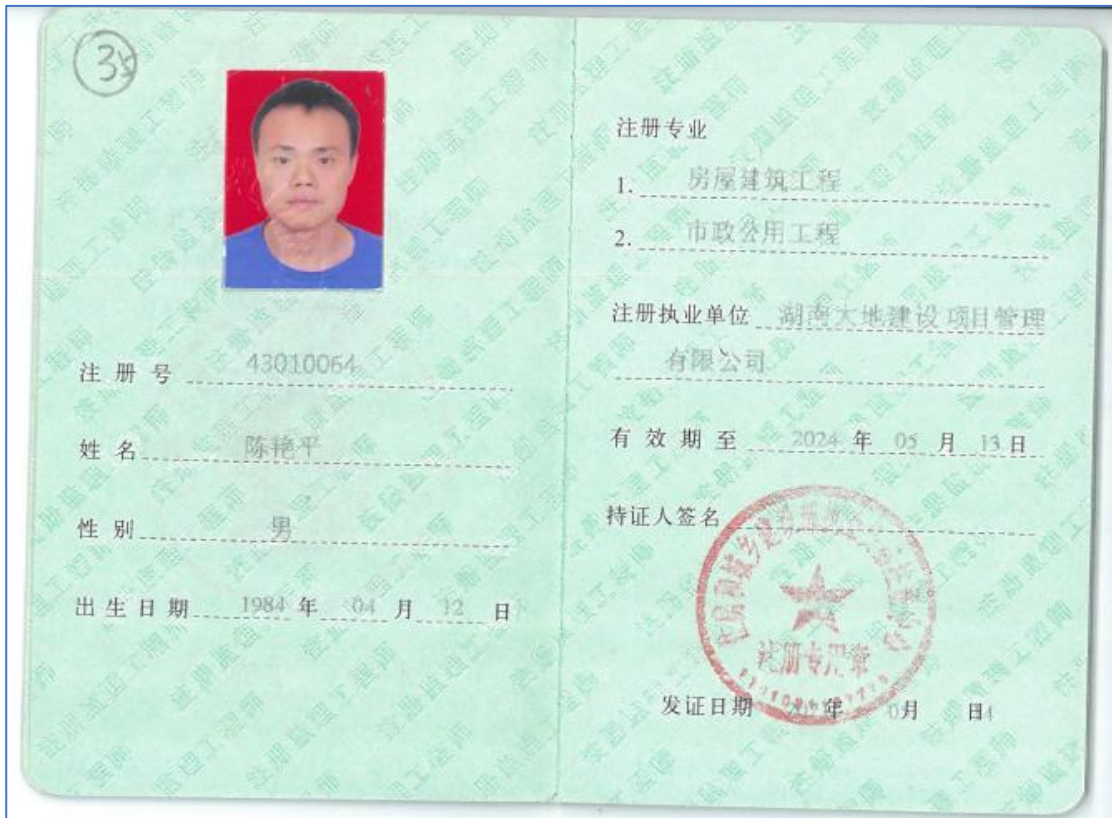 35
注册号 43010064
姓名 陈艳平
性别 男
出生日期 1984 年 04 月 12 日
注册专业
1. 房屋建筑工程
2. 市政公用工程
注册执业单位 湖南大地建设项目管理
有限公司
有效期至 2024 年 05 月 13 日
持证人签名
注册专用章
发证日期 年 月 日